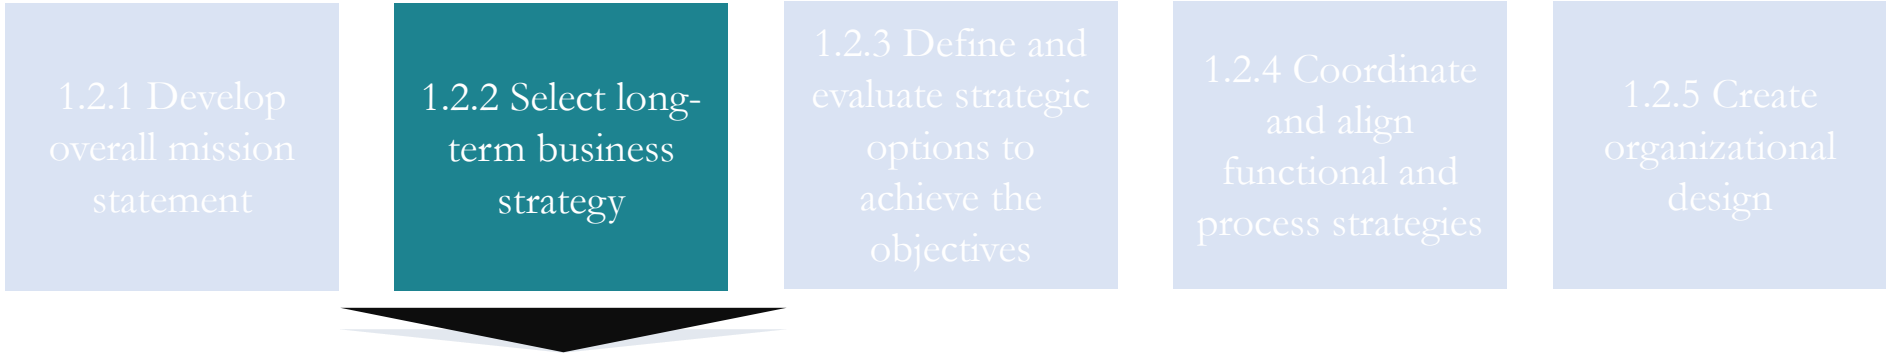 1.2.1 Develop
overall mission
statement
1.2.2 Select long-
term business
strategy
1.2.3 Define and
evaluate strategic
options to
achieve the
objectives
1.2.4 Coordinate
and align
functional and
process strategies
1.2.5 Create
organizational
design